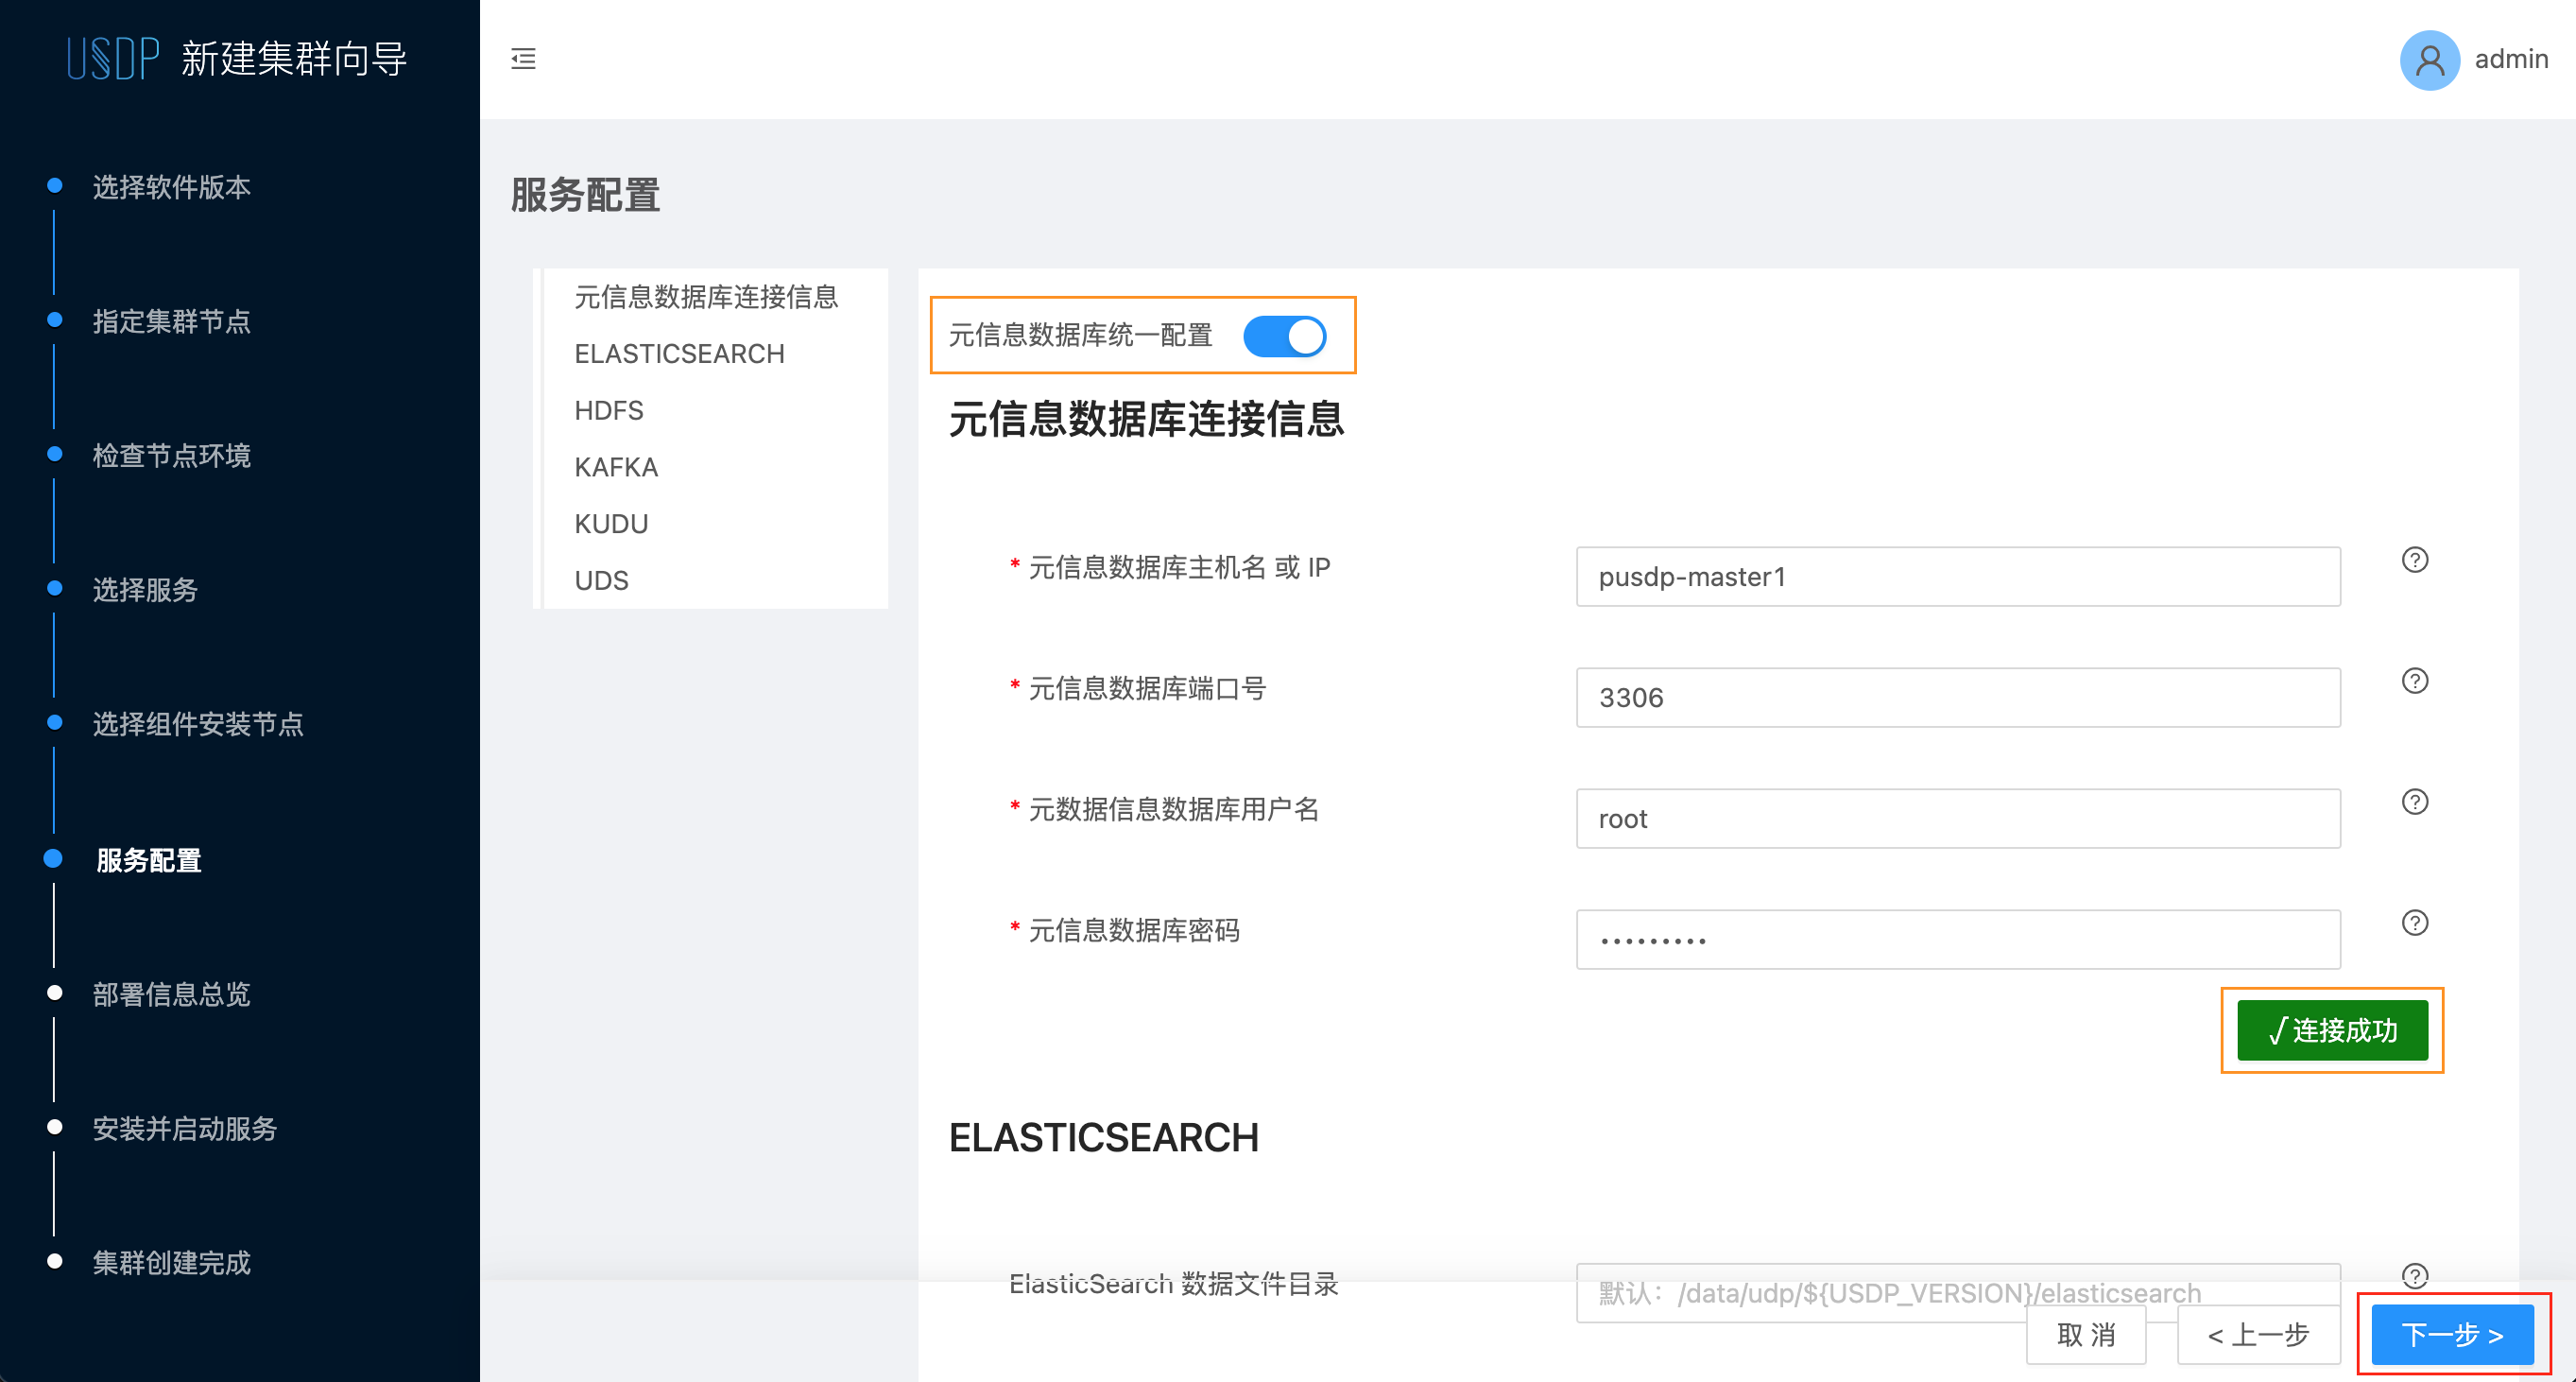 USDP 新建集群向导
admin
选择软件版本
指定集群节点
检查节点环境
选择服务
选择组件安装节点
服务配置
部署信息总览
安装并启动服务
集群创建完成
服务配置
元信息数据库连接信息
ELASTICSEARCH
HDFS
KAFKA
KUDU
UDS
元信息数据库统一配置
元信息数据库连接信息
* 元信息数据库主机名 或 IP
pusdp-master1
* 元信息数据库端口号
3306
* 元数据信息数据库用户名
root
* 元信息数据库密码
•••••••••
√ 连接成功
ELASTICSEARCH
ElasticSearch 数据文件目录
默认：/data/udp/${USDP_VERSION}/elasticsearch
取 消
< 上一步
下一步 >